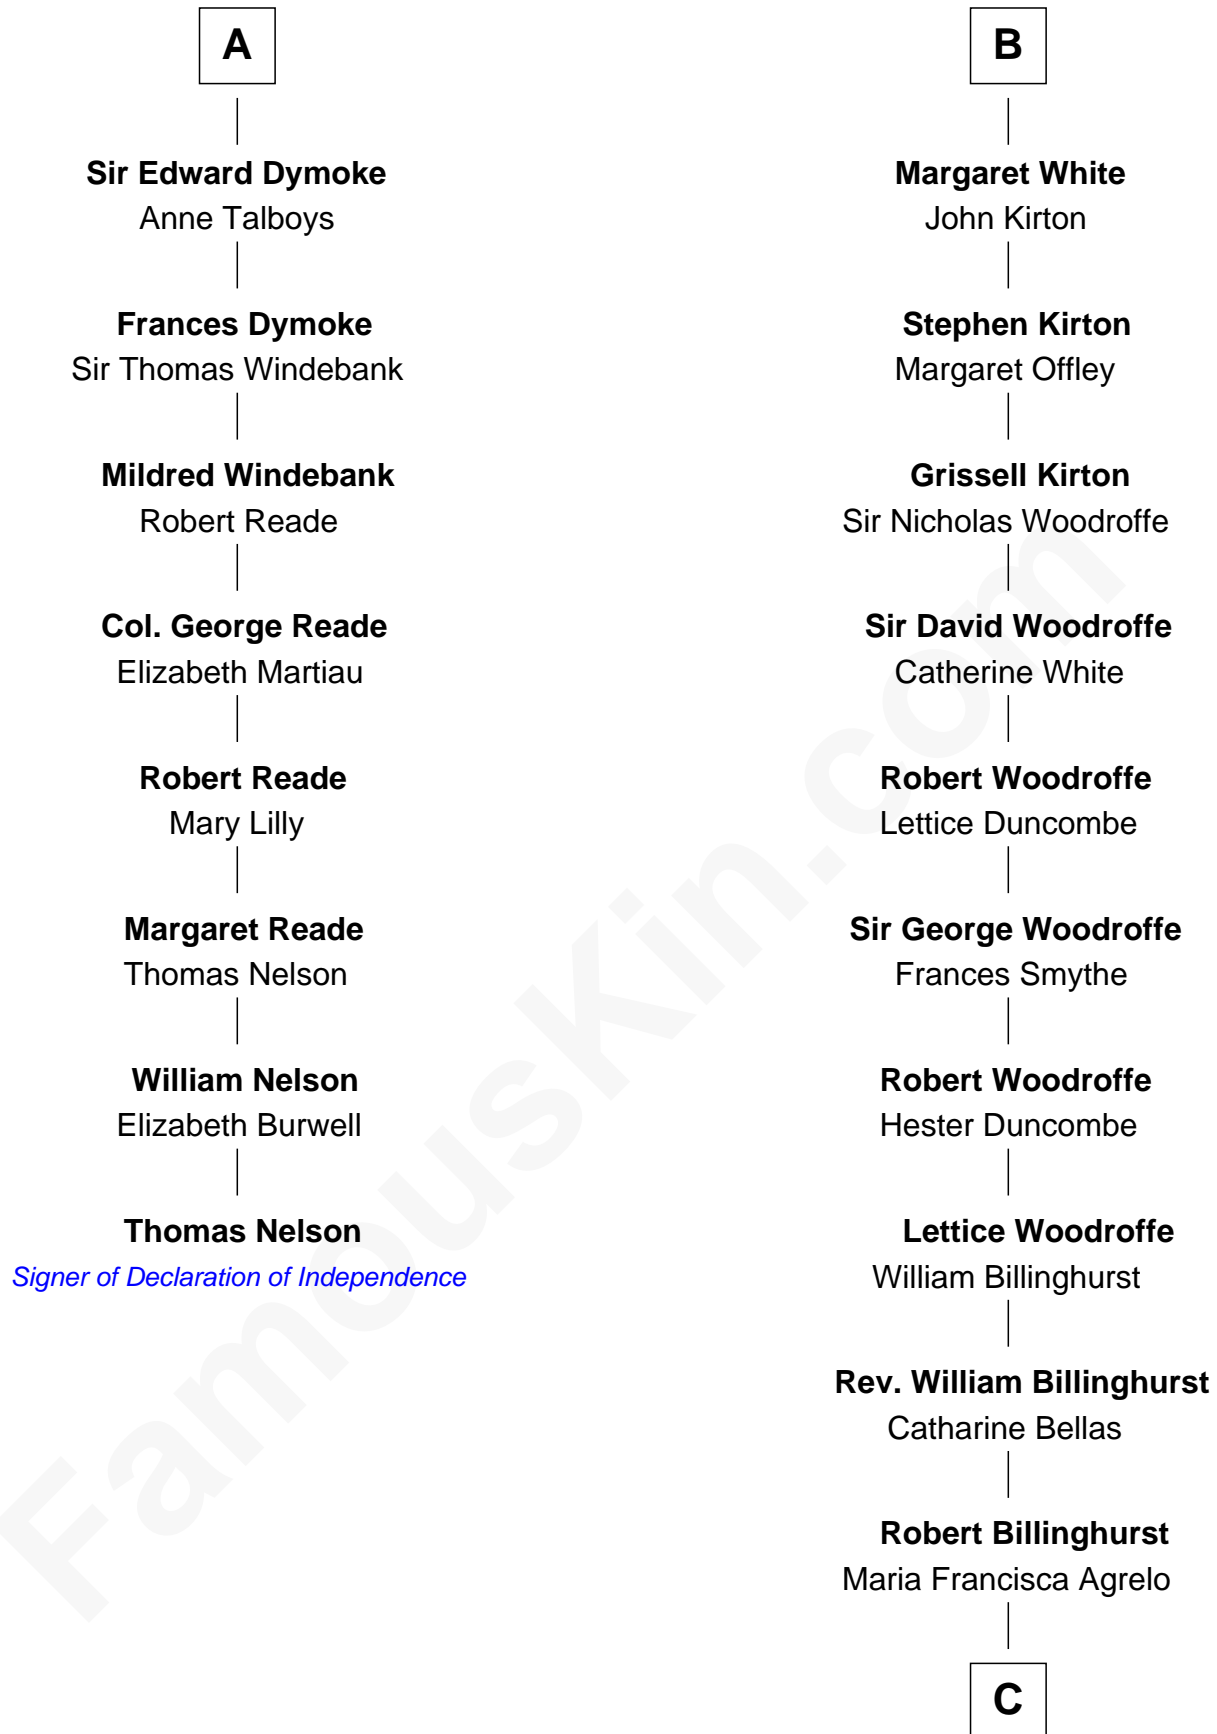 A
Sir Edward Dymoke
Anne Talboys
Frances Dymoke
Sir Thomas Windebank
Mildred Windebank
Robert Reade
Col. George Reade
Elizabeth Martiau
Robert Reade
Mary Lilly
Margaret Reade
Thomas Nelson
William Nelson
Elizabeth Burwell
Thomas Nelson
Signer of Declaration of Independence
B
Margaret White
John Kirton
Stephen Kirton
Margaret Offley
Grissell Kirton
Sir Nicholas Woodroffe
Sir David Woodroffe
Catherine White
Robert Woodroffe
Lettice Duncombe
Sir George Woodroffe
Frances Smythe
Robert Woodroffe
Hester Duncombe
Lettice Woodroffe
William Billinghurst
Rev. William Billinghurst
Catharine Bellas
Robert Billinghurst
Maria Francisca Agrelo
C
FamousKin.com